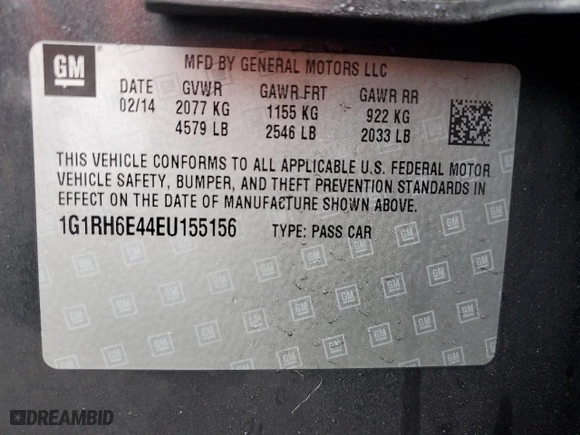 GM
MFD BY GENERAL MOTORS LLC
DATE GVWR GAWR FRT GAWR RR
02/14 2077 KG 1155 KG 922 KG
4579 LB 2546 LB 2033 LB
THIS VEHICLE CONFORMS TO ALL APPLICABLE U.S. FEDERAL MOTOR
VEHICLE SAFETY, BUMPER, AND THEFT PREVENTION STANDARDS IN
EFFECT ON THE DATE OF MANUFACTURE SHOWN ABOVE.
1G1RH6E44EU155156 TYPE: PASS CAR
DREAMBID